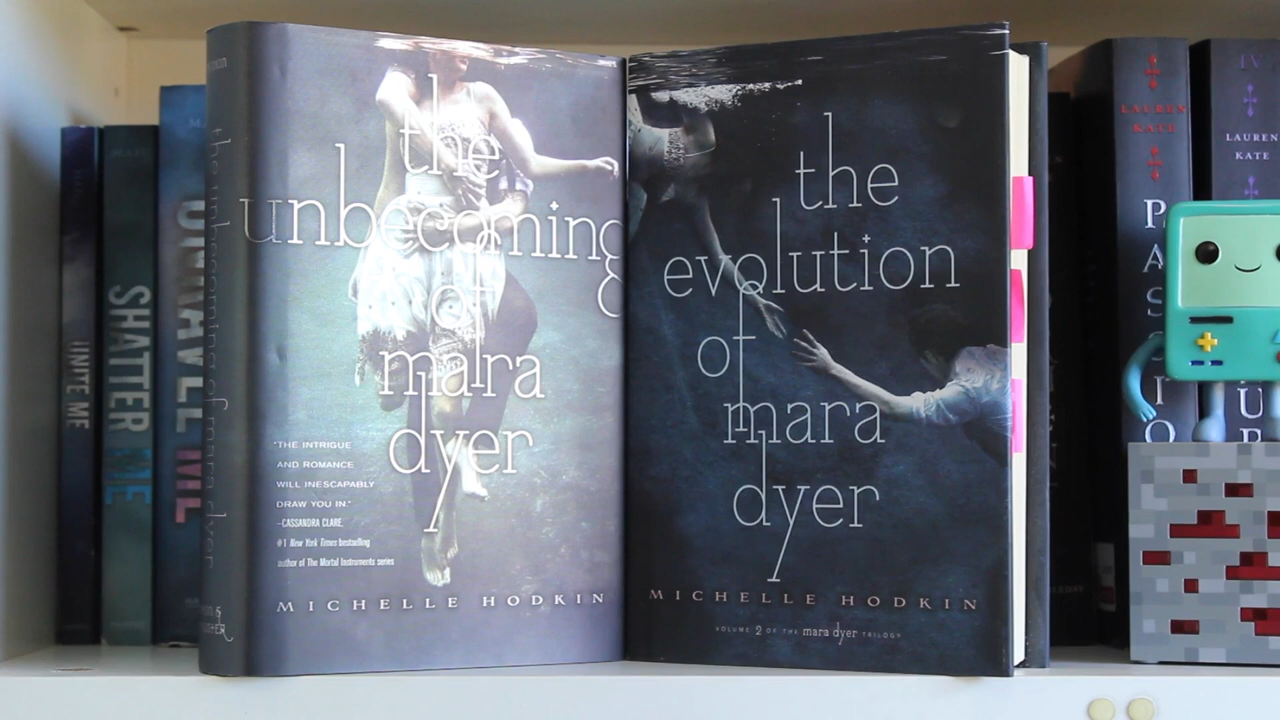 UNITE ME
SHATTER ME
the unbecoming of mara dyer
the
unbecoming
of
mara
dyer
"THE INTRIGUE
AND ROMANCE
WILL INESCAPABLY
DRAW YOU IN."
–CASSANDRA CLARE,
#1 New York Times bestselling
author of The Mortal Instruments series
MICHELLE HODKIN
the
evolution
of
mara
dyer
MICHELLE HODKIN
VOLUME 2 OF THE mara dyer TRILOGY
LAUREN
KATE
IV
LAUREN
KATE